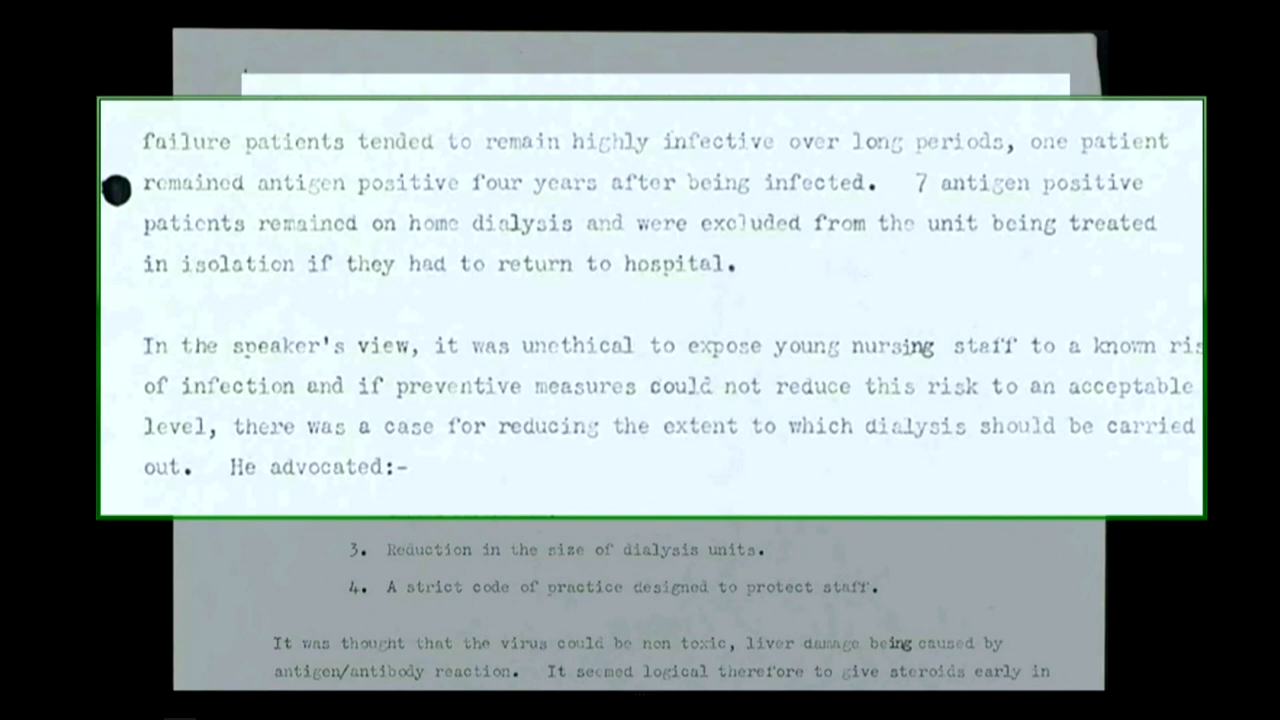 failure patients tended to remain highly infective over long periods, one patient
remained antigen positive four years after being infected. 7 antigen positive
patients remained on home dialysis and were excluded from the unit being treated
in isolation if they had to return to hospital.
In the speaker's view, it was unethical to expose young nursing staff to a known ris
of infection and if preventive measures could not reduce this risk to an acceptable
level, there was a case for reducing the extent to which dialysis should be carried
out. He advocated:-
3. Reduction in the size of dialysis units.
4. A strict code of practice designed to protect staff.
It was thought that the virus could be non toxic, liver damage being caused by
antigen/antibody reaction. It seemed logical therefore to give steroids early in